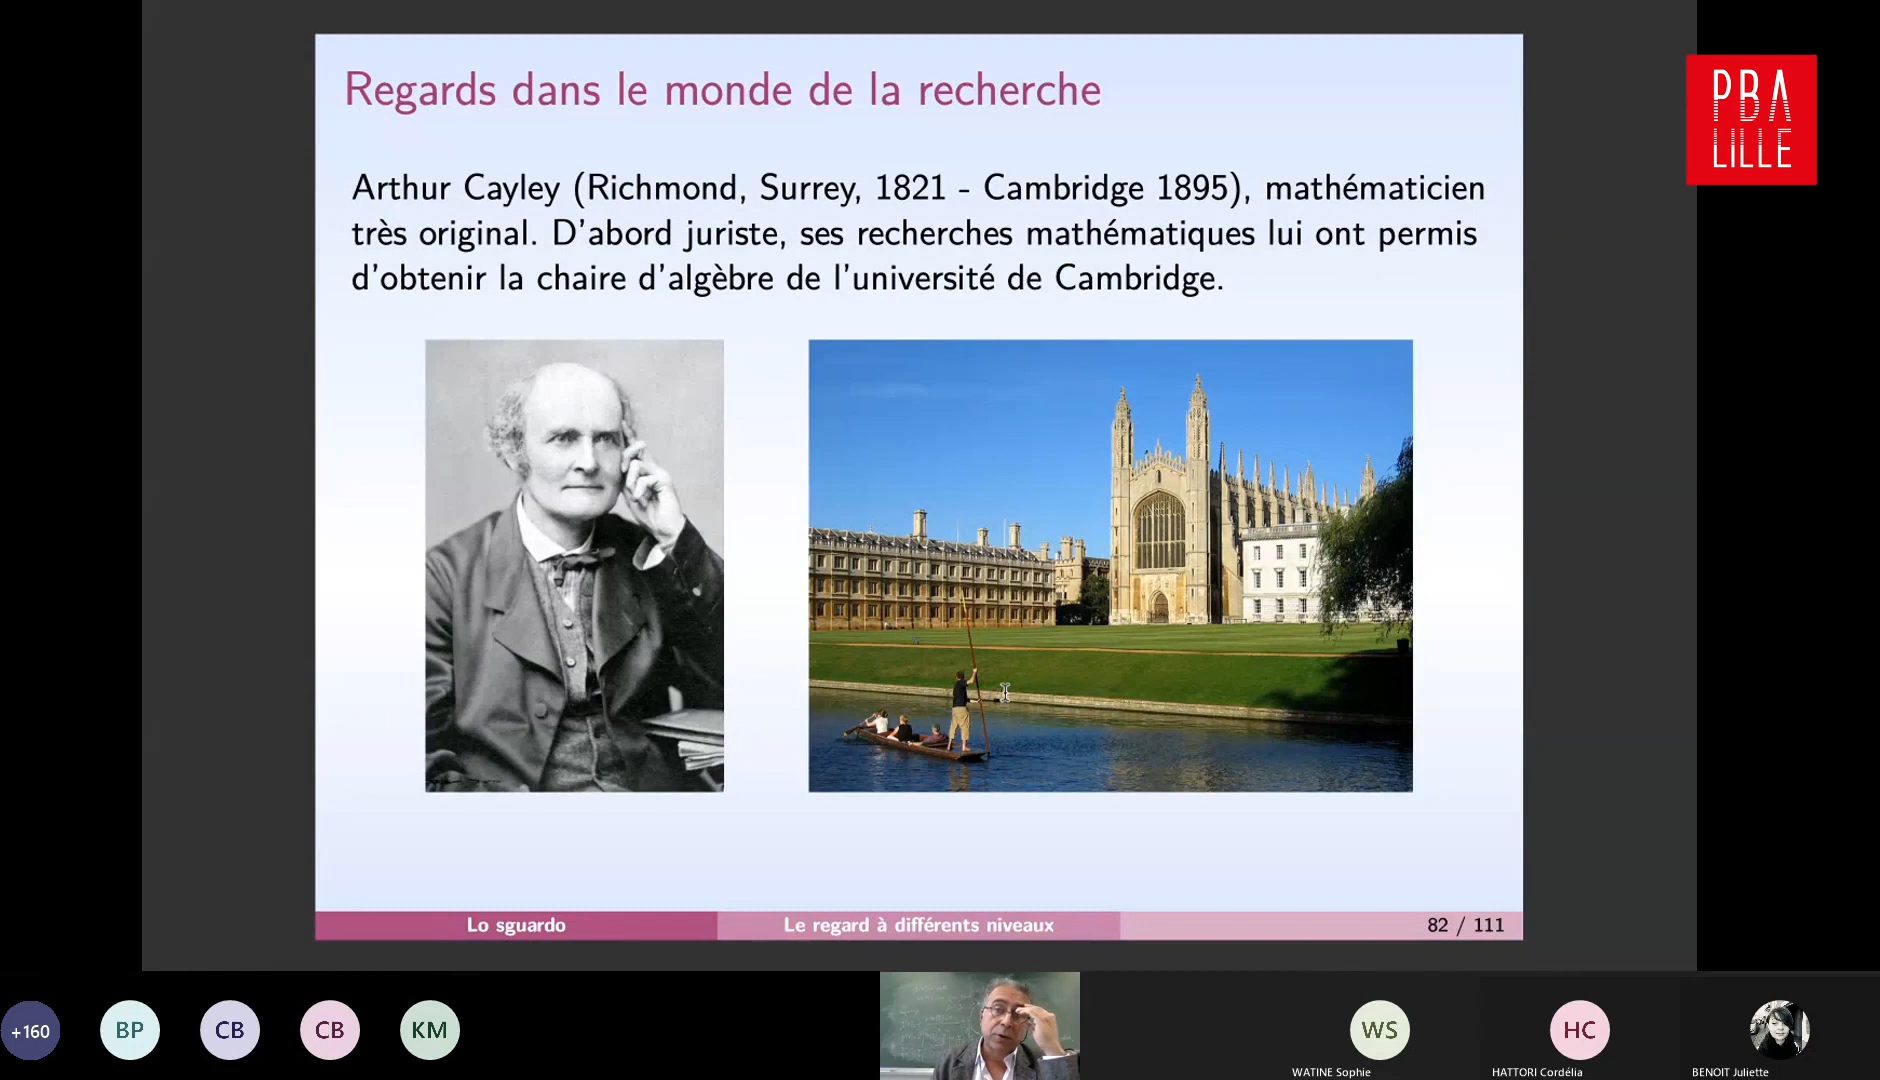 Regards dans le monde de la recherche
Arthur Cayley (Richmond, Surrey, 1821 - Cambridge 1895), mathématicien
très original. D'abord juriste, ses recherches mathématiques lui ont permis
d'obtenir la chaire d'algèbre de l'université de Cambridge.
Lo sguardo
Le regard à différents niveaux
82 / 111
PBA
LILLE
+160
BP
CB
CB
KM
WS
WATINE Sophie
HC
HATTORI Cordélia
BENOIT Juliette